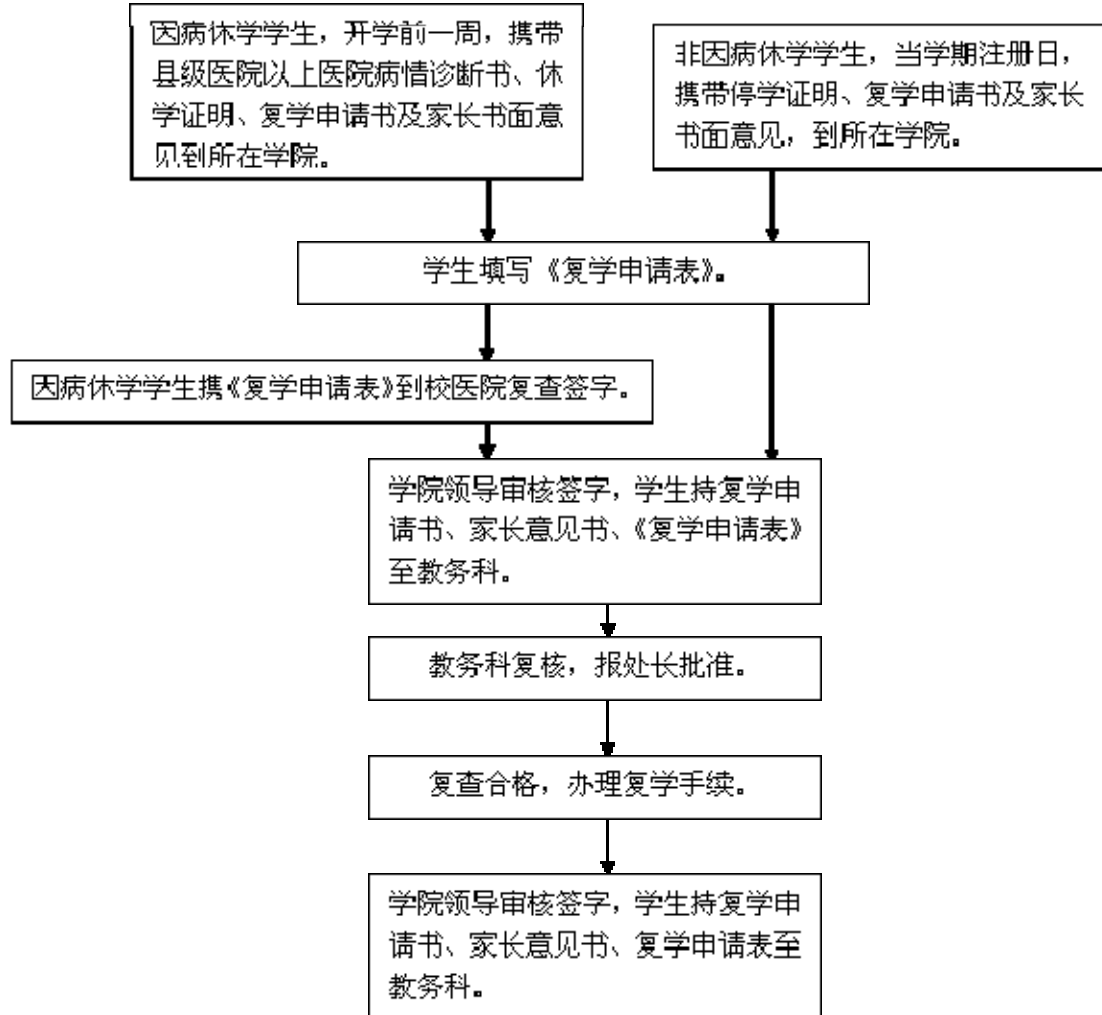 因病休学学生，开学前一周，携带
县级医院以上医院病情诊断书、休
学证明、复学申请书及家长书面意
见到所在学院。
非因病休学学生，当学期注册日，
携带停学证明、复学申请书及家长
书面意见，到所在学院。
学生填写《复学申请表》。
因病休学学生携《复学申请表》到校医院复查签字。
学院领导审核签字，学生持复学申
请书、家长意见书、《复学申请表》
至教务科。
教务科复核，报处长批准。
复查合格，办理复学手续。
学院领导审核签字，学生持复学申
请书、家长意见书、复学申请表至
教务科。